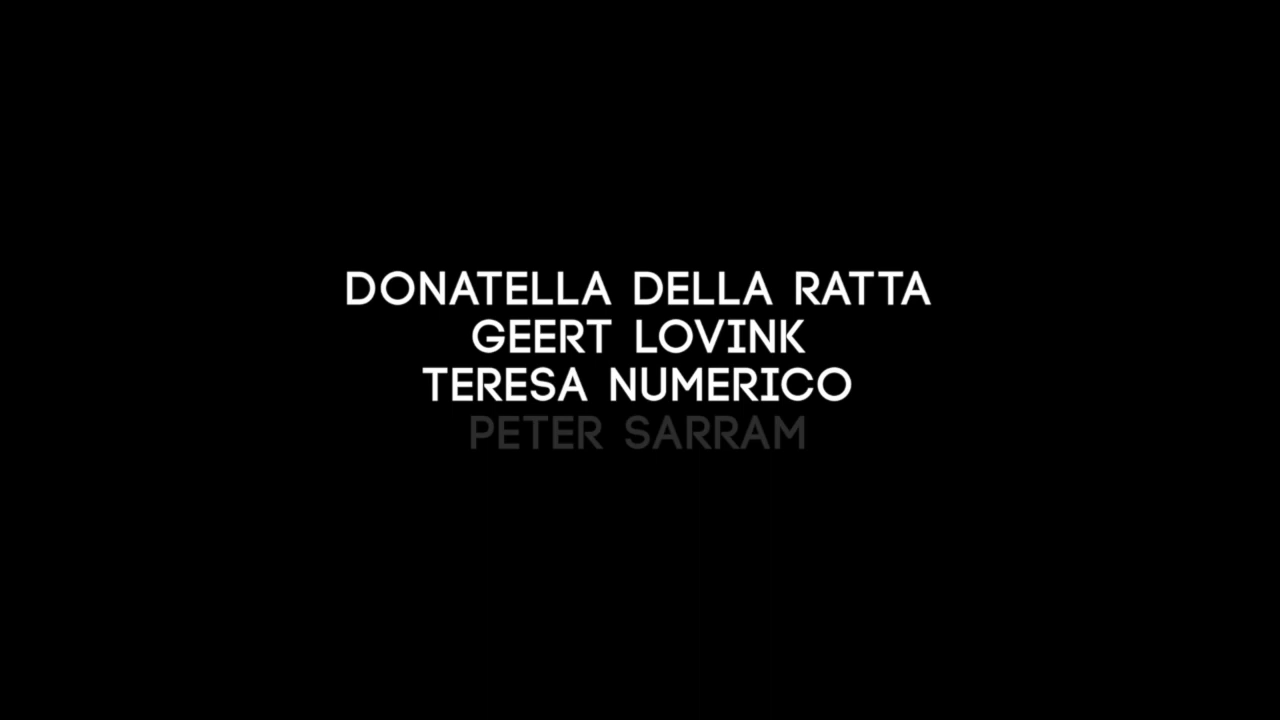 DONATELLA DELLA RATTA
GEERT LOVINK
TERESA NUMERICO
PETER SARRAM